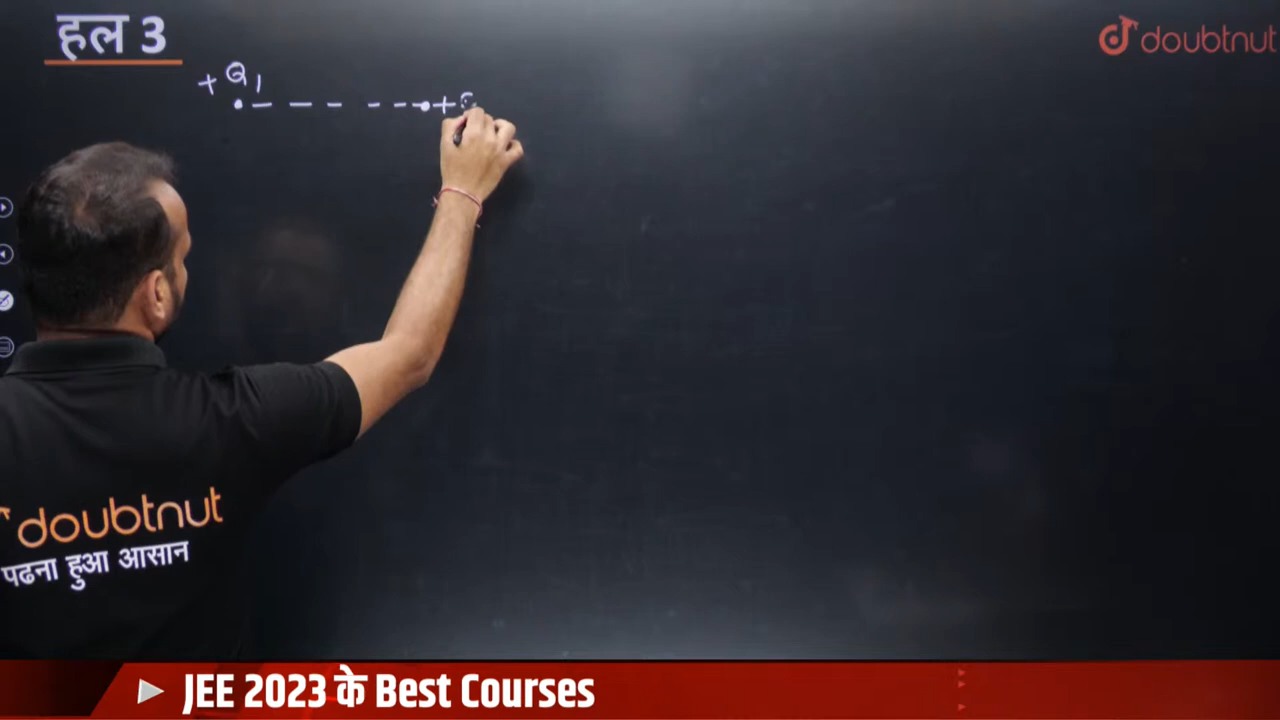 हल 3
doubtnut
+Q1
+
doubtnut
पढना हुआ आसान
JEE 2023 के Best Courses